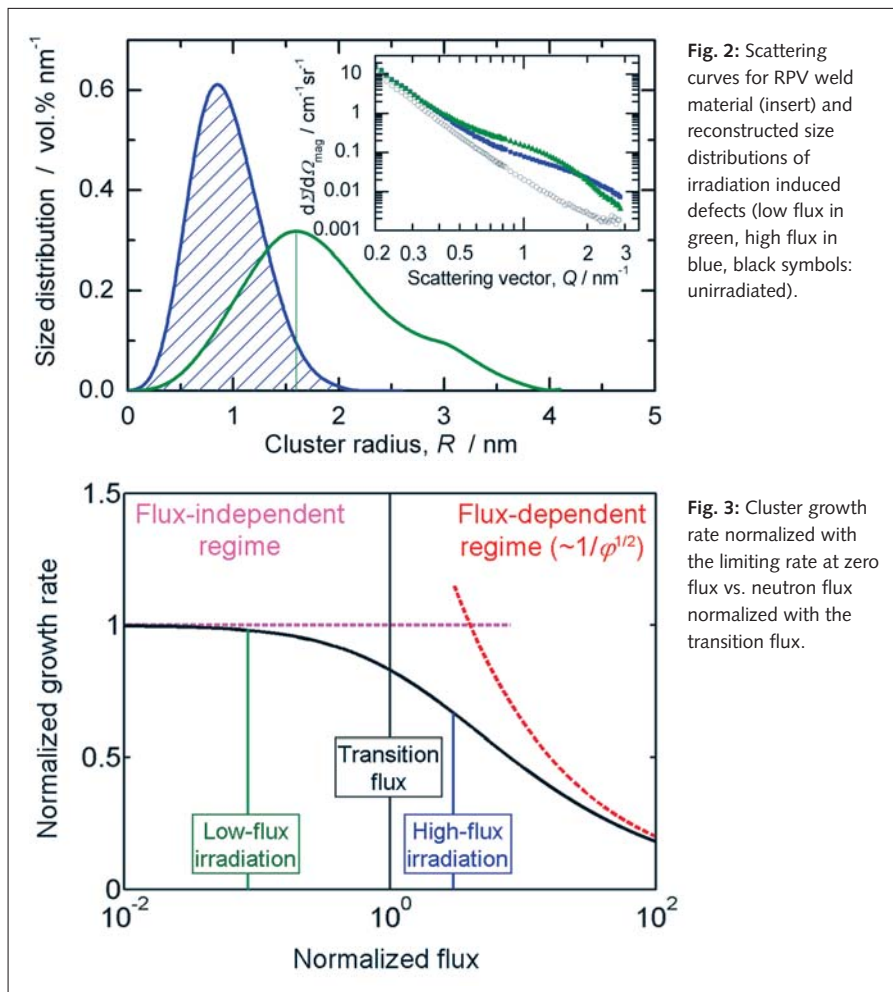 0.6
0.4
0.2
0.0
Size distribution / vol.% nm⁻¹
0 1 2 3 4 5
Cluster radius, R / nm
10
1
0.1
0.01
0.001
dΣ/dΩmag / cm⁻¹ sr⁻¹
0.2 0.3 0.5 1 2 3
Scattering vector, Q / nm⁻¹
Fig. 2: Scattering
curves for RPV weld
material (insert) and
reconstructed size
distributions of
irradiation induced
defects (low flux in
green, high flux in
blue, black symbols:
unirradiated).
1.5
1
0.5
0
Normalized growth rate
Flux-independent
regime
Flux-dependent
regime (~1/φ¹/²)
Transition
flux
Low-flux
irradiation
High-flux
irradiation
10⁻² 10⁰ 10²
Normalized flux
Fig. 3: Cluster growth
rate normalized with
the limiting rate at zero
flux vs. neutron flux
normalized with the
transition flux.